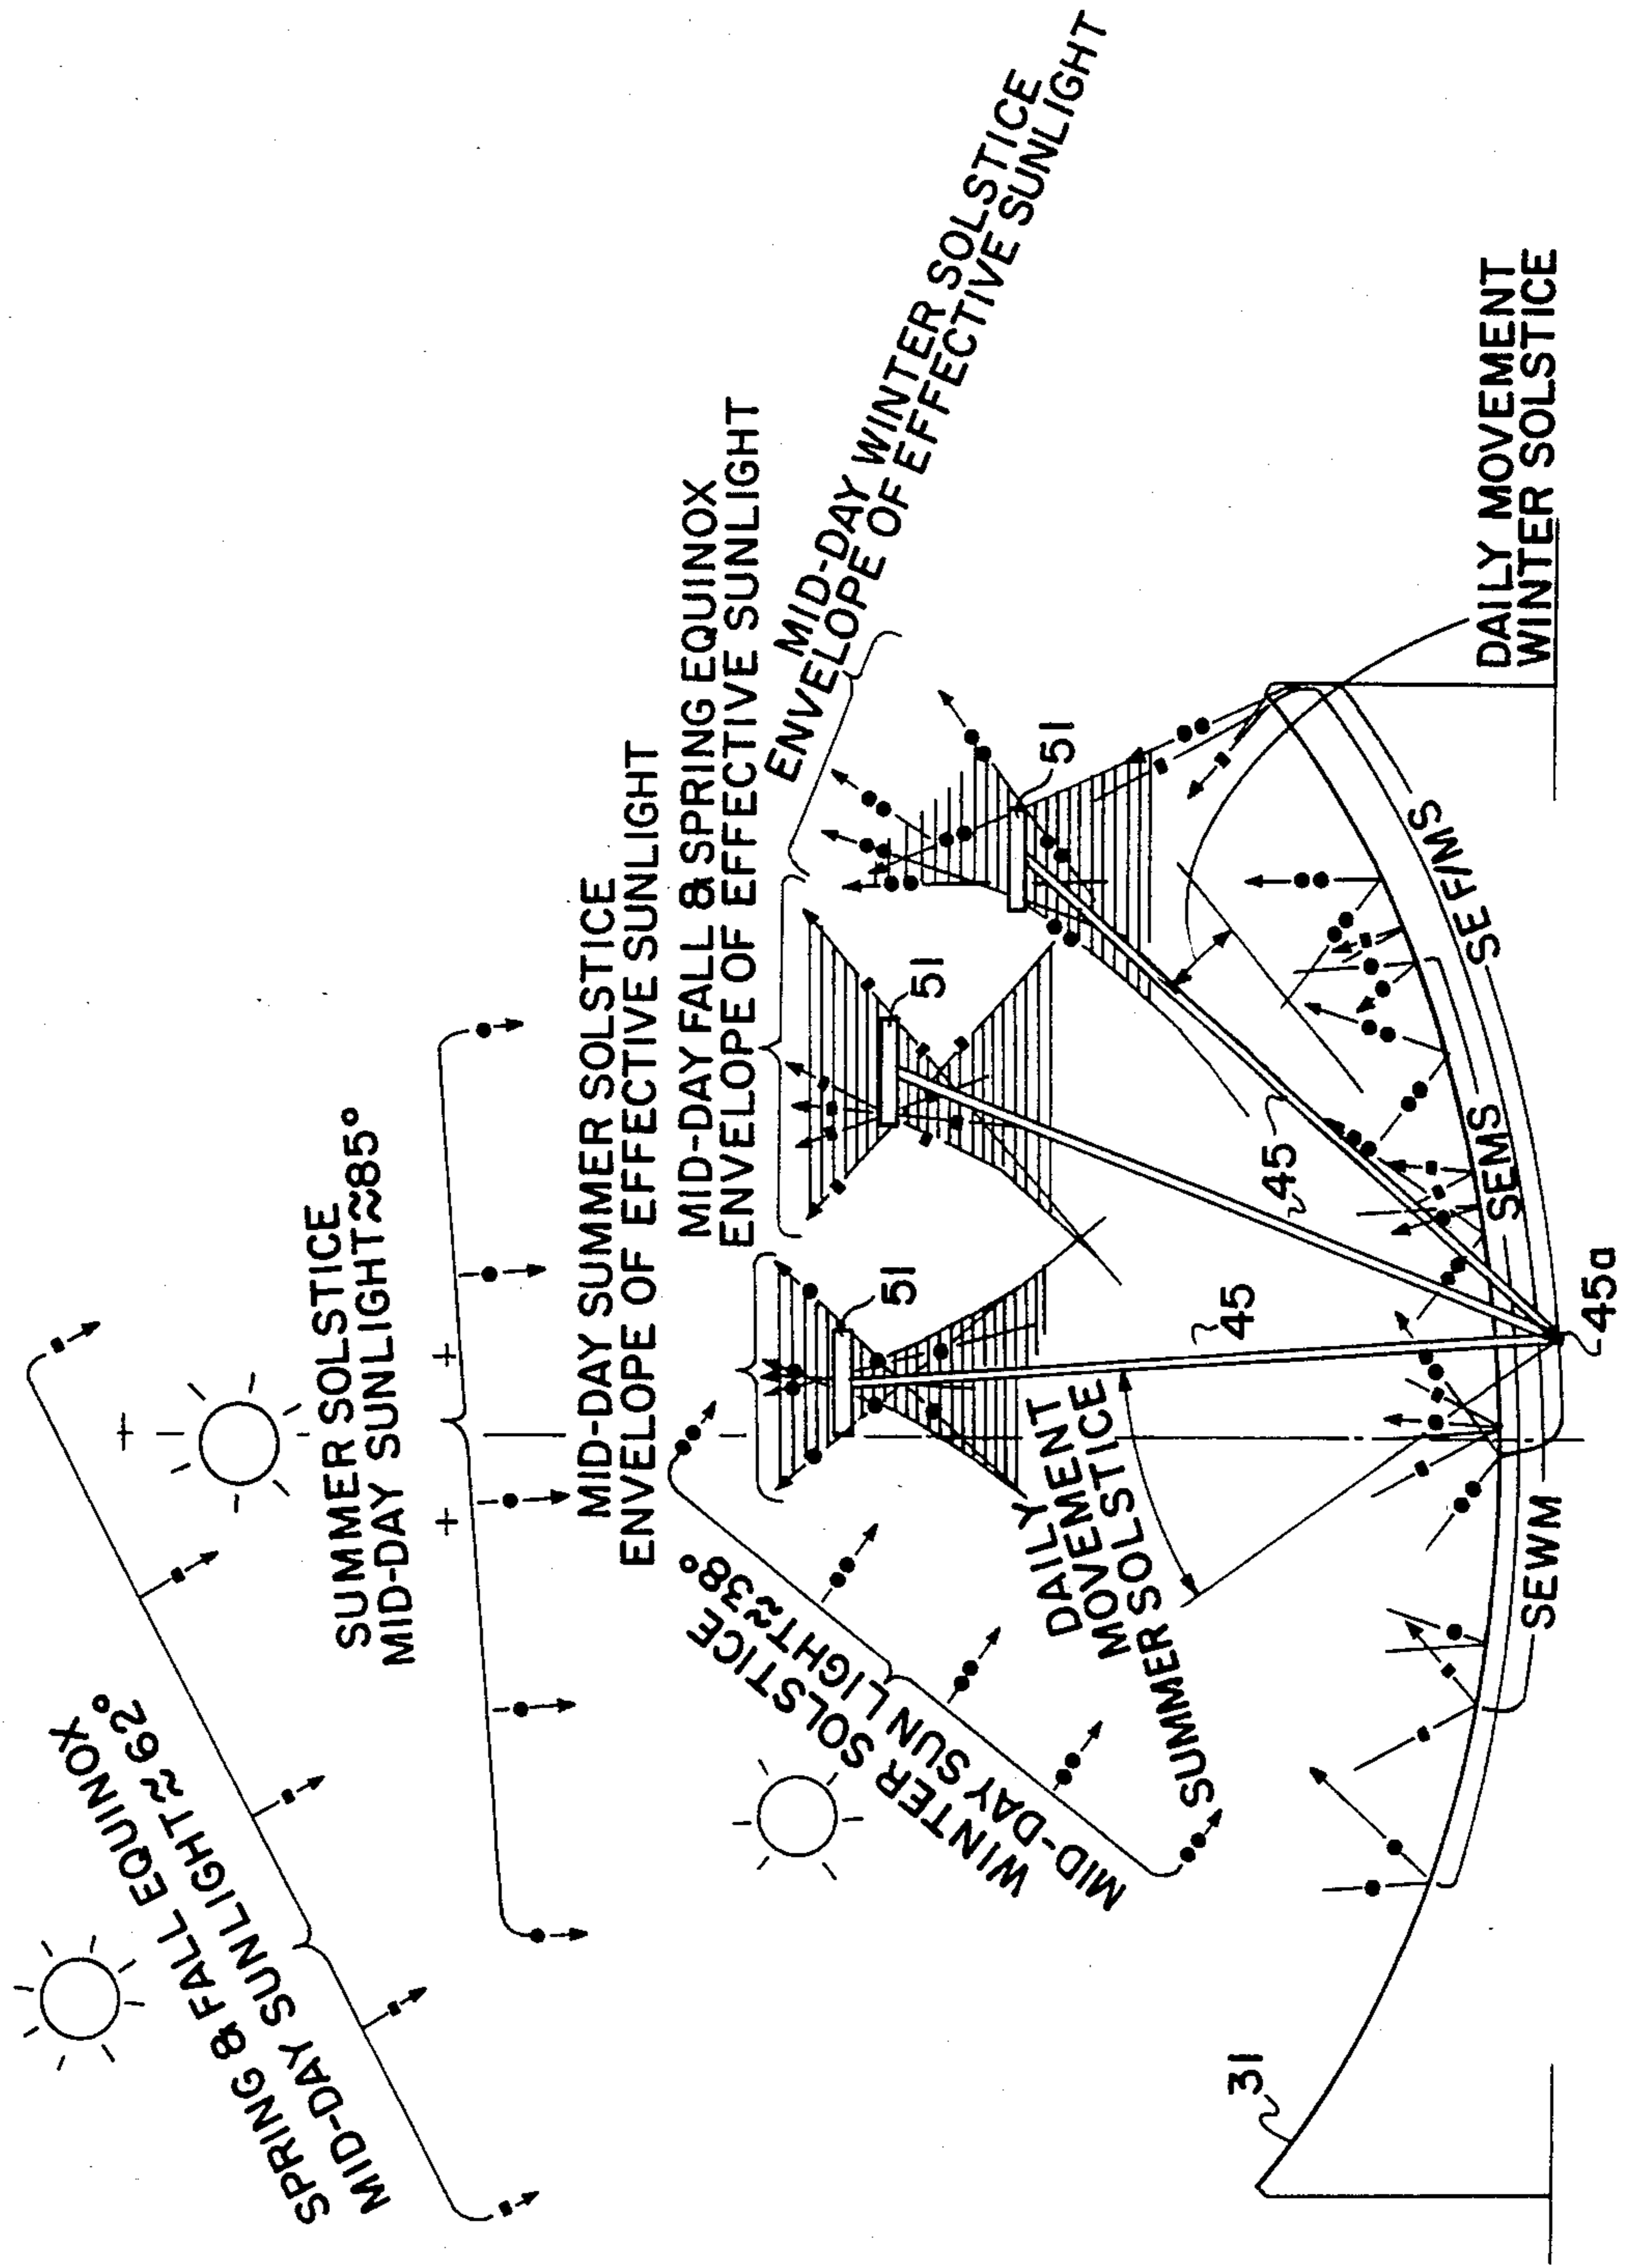 SPRING & FALL EQUINOX
MID-DAY SUNLIGHT≈62°
SUMMER SOLSTICE
MID-DAY SUNLIGHT≈85°
MID-DAY SUMMER SOLSTICE
ENVELOPE OF EFFECTIVE SUNLIGHT
MID-DAY FALL & SPRING EQUINOX
ENVELOPE OF EFFECTIVE SUNLIGHT
MID-DAY WINTER SOLSTICE
ENVELOPE OF EFFECTIVE SUNLIGHT
WINTER SOLSTICE
MID-DAY SUN LIGHT≈38°
51
51
51
DAILY
MOVEMENT
SUMMER SOLSTICE
45
45
31
SEWM
SEMS
SEF/MS
45a
DAILY MOVEMENT
WINTER SOLSTICE